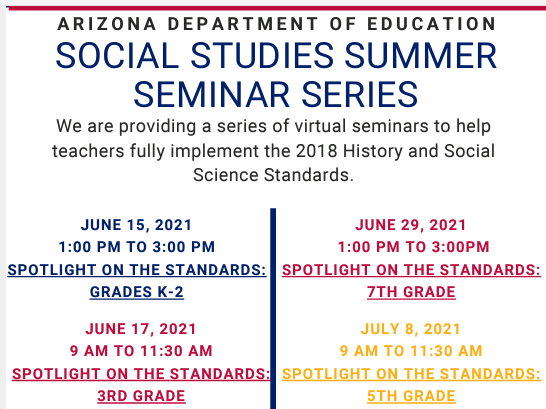 ARIZONA DEPARTMENT OF EDUCATION
SOCIAL STUDIES SUMMER
SEMINAR SERIES
We are providing a series of virtual seminars to help
teachers fully implement the 2018 History and Social
Science Standards.
JUNE 15, 2021
1:00 PM TO 3:00 PM
SPOTLIGHT ON THE STANDARDS:
GRADES K-2
JUNE 17, 2021
9 AM TO 11:30 AM
SPOTLIGHT ON THE STANDARDS:
3RD GRADE
JUNE 29, 2021
1:00 PM TO 3:00PM
SPOTLIGHT ON THE STANDARDS:
7TH GRADE
JULY 8, 2021
9 AM TO 11:30 AM
SPOTLIGHT ON THE STANDARDS:
5TH GRADE